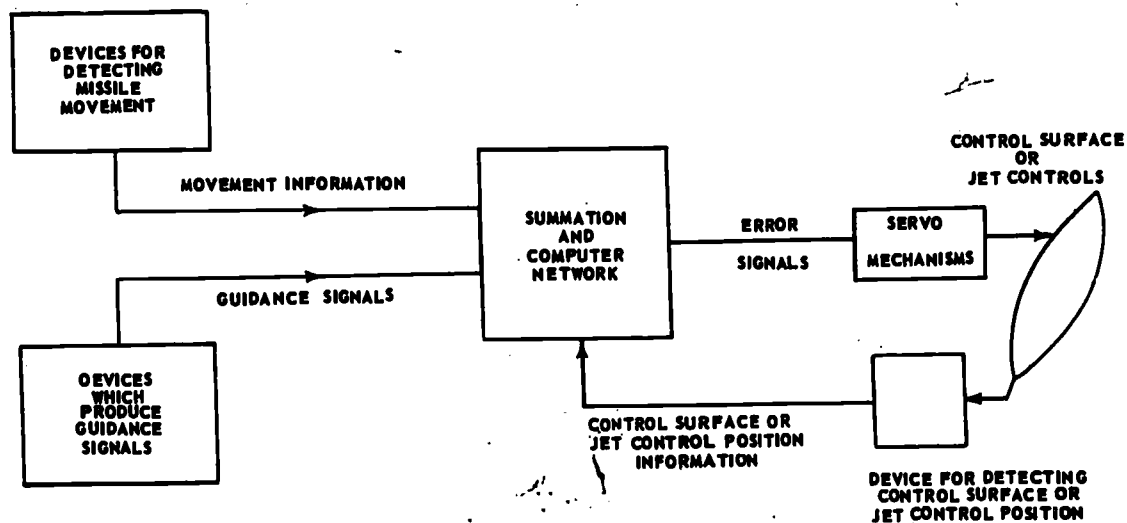 DEVICES FOR
DETECTING
MISSILE
MOVEMENT
MOVEMENT INFORMATION
GUIDANCE SIGNALS
DEVICES
WHICH
PRODUCE
GUIDANCE
SIGNALS
SUMMATION
AND
COMPUTER
NETWORK
ERROR
SIGNALS
SERVO
MECHANISMS
CONTROL SURFACE
OR
JET CONTROLS
CONTROL SURFACE OR
JET CONTROL POSITION
INFORMATION
DEVICE FOR DETECTING
CONTROL SURFACE OR
JET CONTROL POSITION